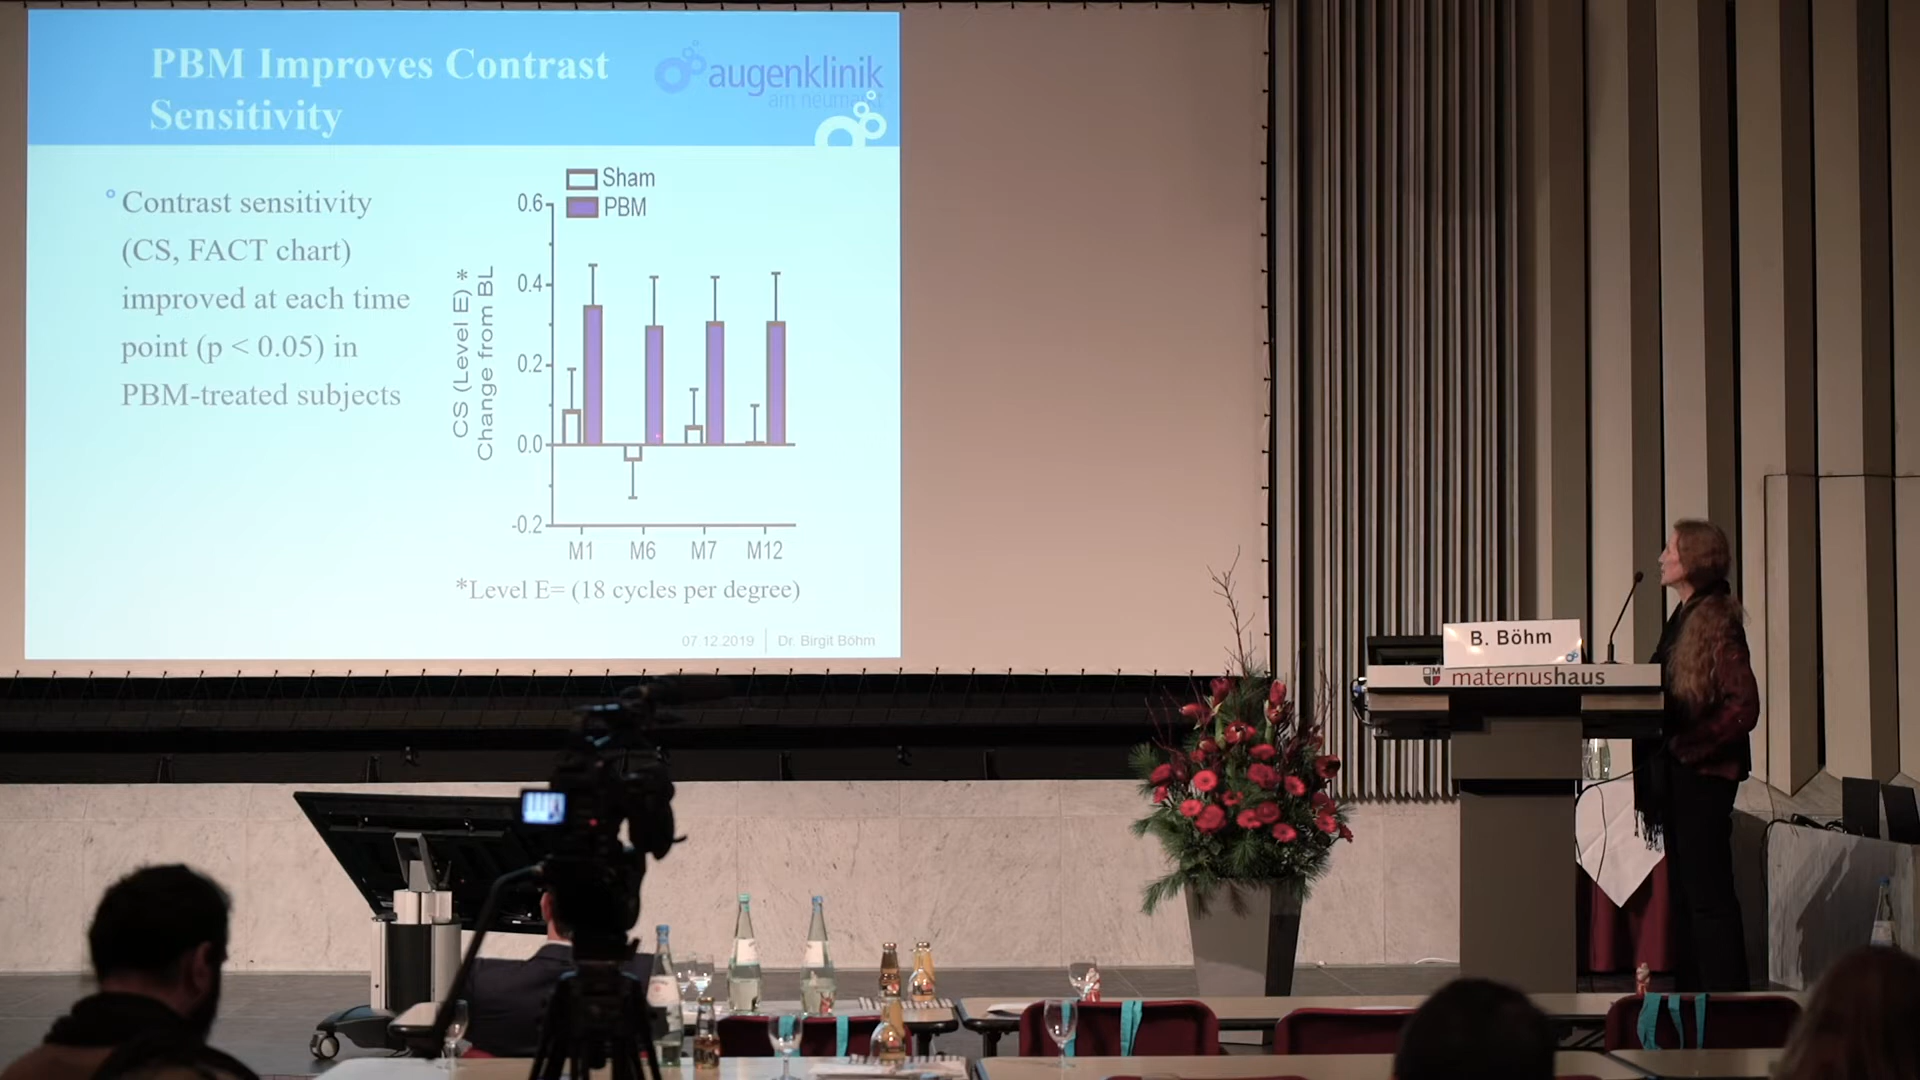 PBM Improves Contrast
Sensitivity
augenklinik
am neumarkt
Contrast sensitivity
(CS, FACT chart)
improved at each time
point (p < 0.05) in
PBM-treated subjects
Sham
PBM
CS (Level E) *
Change from BL
0.6
0.4
0.2
0.0
-0.2
M1 M6 M7 M12
*Level E= (18 cycles per degree)
07 12 2019 Dr. Birgit Böhm
B. Böhm
maternushaus